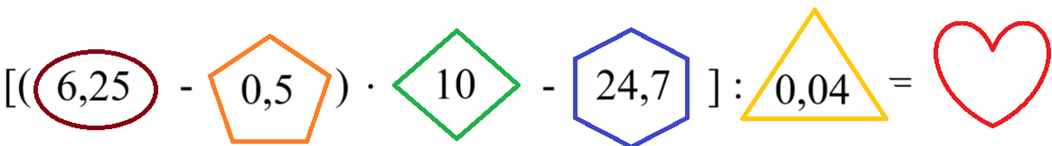 [( 6,25 - 0,5 ) · 10 - 24,7 ] : 0,04 =